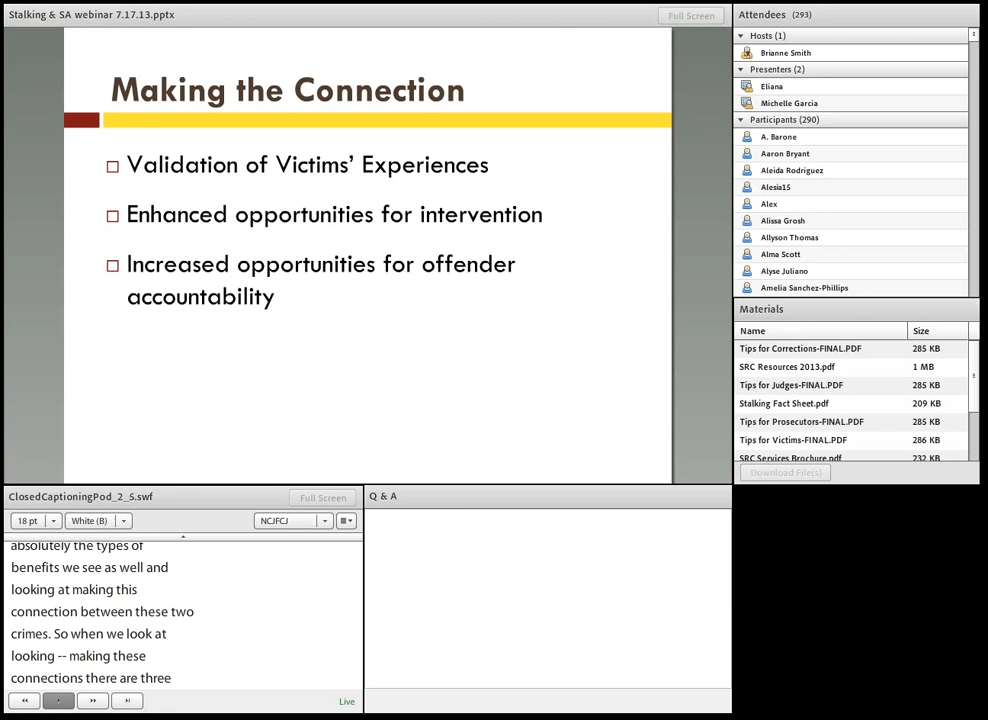 Stalking & SA webinar 7.17.13.pptx
Full Screen
Making the Connection
Validation of Victims' Experiences
Enhanced opportunities for intervention
Increased opportunities for offender
accountability
Attendees (293)
Hosts (1)
Brianne Smith
Presenters (2)
Eliana
Michelle Garcia
Participants (290)
A. Barone
Aaron Bryant
Aleida Rodriguez
Alesia15
Alex
Alissa Grosh
Allyson Thomas
Alma Scott
Alyse Juliano
Amelia Sanchez-Phillips
Materials
Name Size
Tips for Corrections-FINAL.PDF 285 KB
SRC Resources 2013.pdf 1 MB
Tips for Judges-FINAL.PDF 285 KB
Stalking Fact Sheet.pdf 209 KB
Tips for Prosecutors-FINAL.PDF 285 KB
Tips for Victims-FINAL.PDF 286 KB
SRC Services Brochure.pdf 232 KB
Download File(s)
ClosedCaptioningPod_2_5.swf
Full Screen
18 pt White (B) NCJFCJ
absolutely the types of
benefits we see as well and
looking at making this
connection between these two
crimes. So when we look at
looking -- making these
connections there are three
Live
Q & A